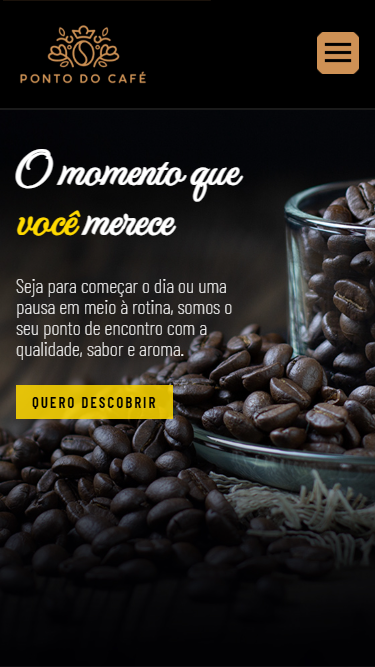 PONTO DO CAFÉ
O momento que
você merece
Seja para começar o dia ou uma
pausa em meio à rotina, somos o
seu ponto de encontro com a
qualidade, sabor e aroma.
QUERO DESCOBRIR